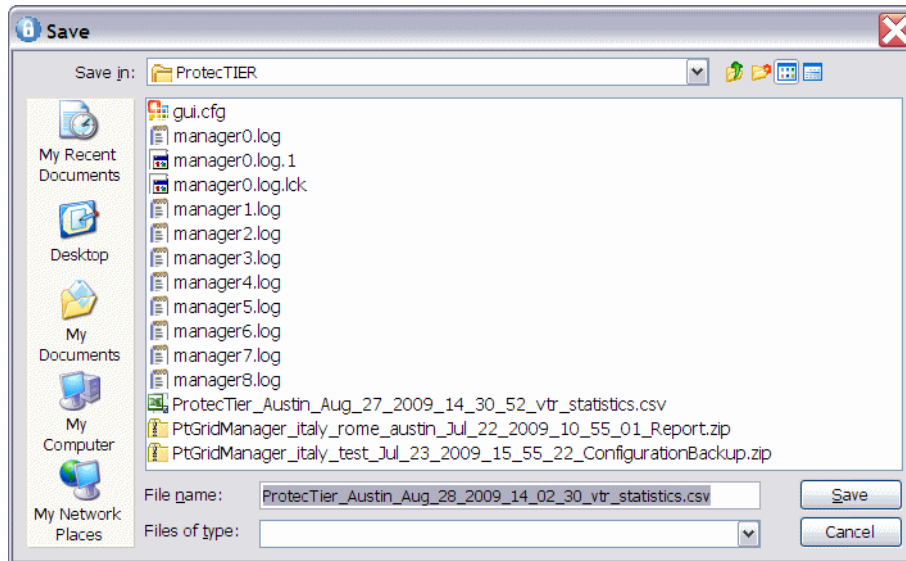 Save
Save in:
ProtecTIER
My Recent
Documents
Desktop
My
Documents
My
Computer
My Network
Places
gui.cfg
manager0.log
manager0.log.1
manager0.log.lck
manager1.log
manager2.log
manager3.log
manager4.log
manager5.log
manager6.log
manager7.log
manager8.log
ProtecTier_Austin_Aug_27_2009_14_30_52_vtr_statistics.csv
PtGridManager_italy_rome_austin_Jul_22_2009_10_55_01_Report.zip
PtGridManager_italy_test_Jul_23_2009_15_55_22_ConfigurationBackup.zip
File name:
ProtecTier_Austin_Aug_28_2009_14_02_30_vtr_statistics.csv
Save
Files of type:
Cancel